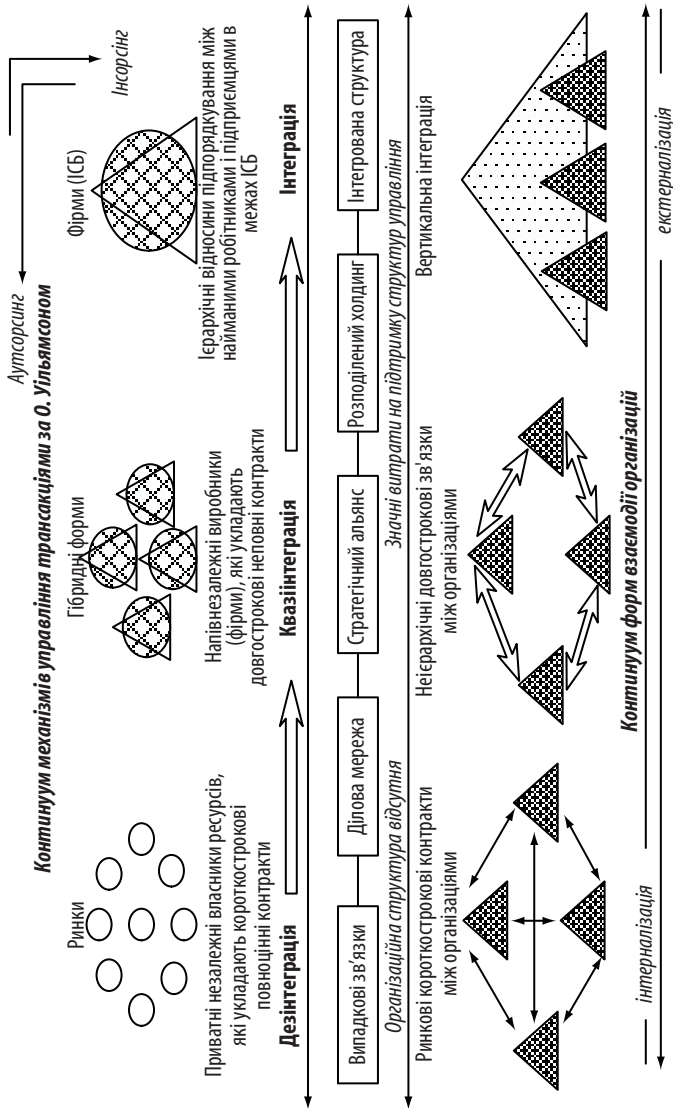 Аутсорсинг
Інсорсінг
Континуум механізмів управління трансакціями за О. Уільямсоном
Ринки
Гібридні форми
Фірми (ІСБ)
Приватні незалежні власники ресурсів,
які укладають короткострокові
повноцінні контракти
Напівнезалежні виробники
(фірми), які укладають
довгострокові неповні контракти
Ієрархічні відносини підпорядкування між
найманими робітниками і підприємцями в
межах ІСБ
Дезінтеграція
Квазіінтеграція
Інтеграція
Випадкові зв'язки
Ділова мережа
Стратегічний альянс
Розподілений холдинг
Інтегрована структура
Організаційна структура відсутня
Значні витрати на підтримку структур управління
Ринкові короткострокові контракти
між організаціями
Неієрархічні довгострокові зв'язки
між організаціями
Вертикальна інтеграція
Континуум форм взаємодії організацій
інтерналізація
екстерналізація